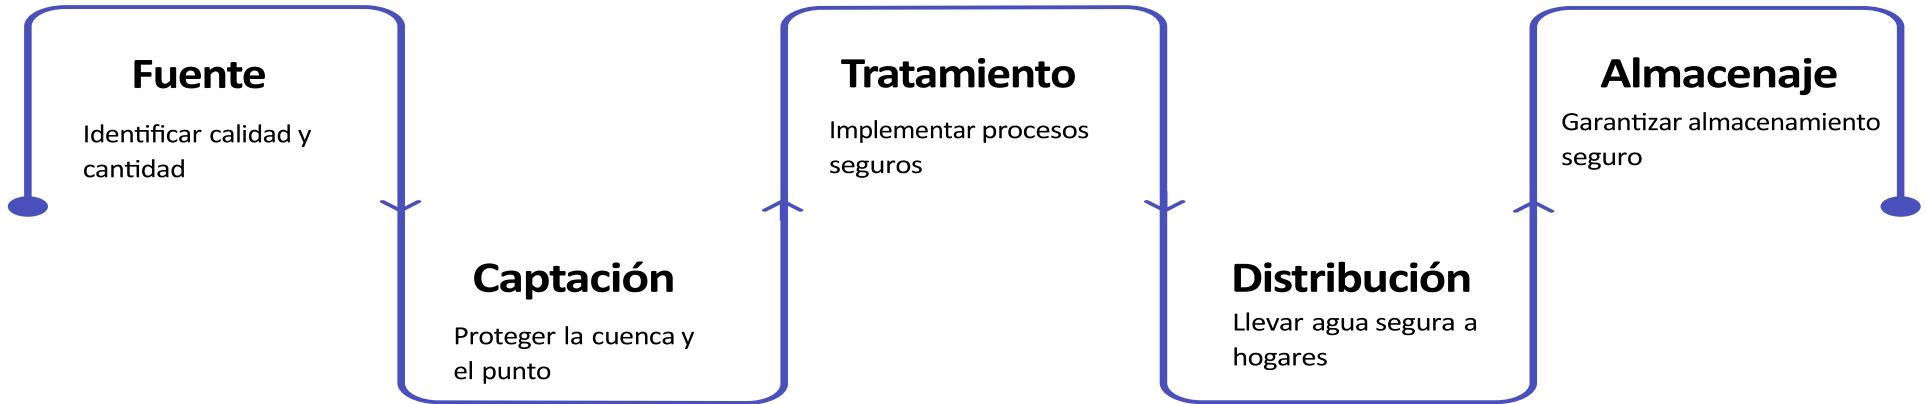 Fuente
Identificar calidad y
cantidad
Captación
Proteger la cuenca y
el punto
Tratamiento
Implementar procesos
seguros
Distribución
Llevar agua segura a
hogares
Almacenaje
Garantizar almacenamiento
seguro